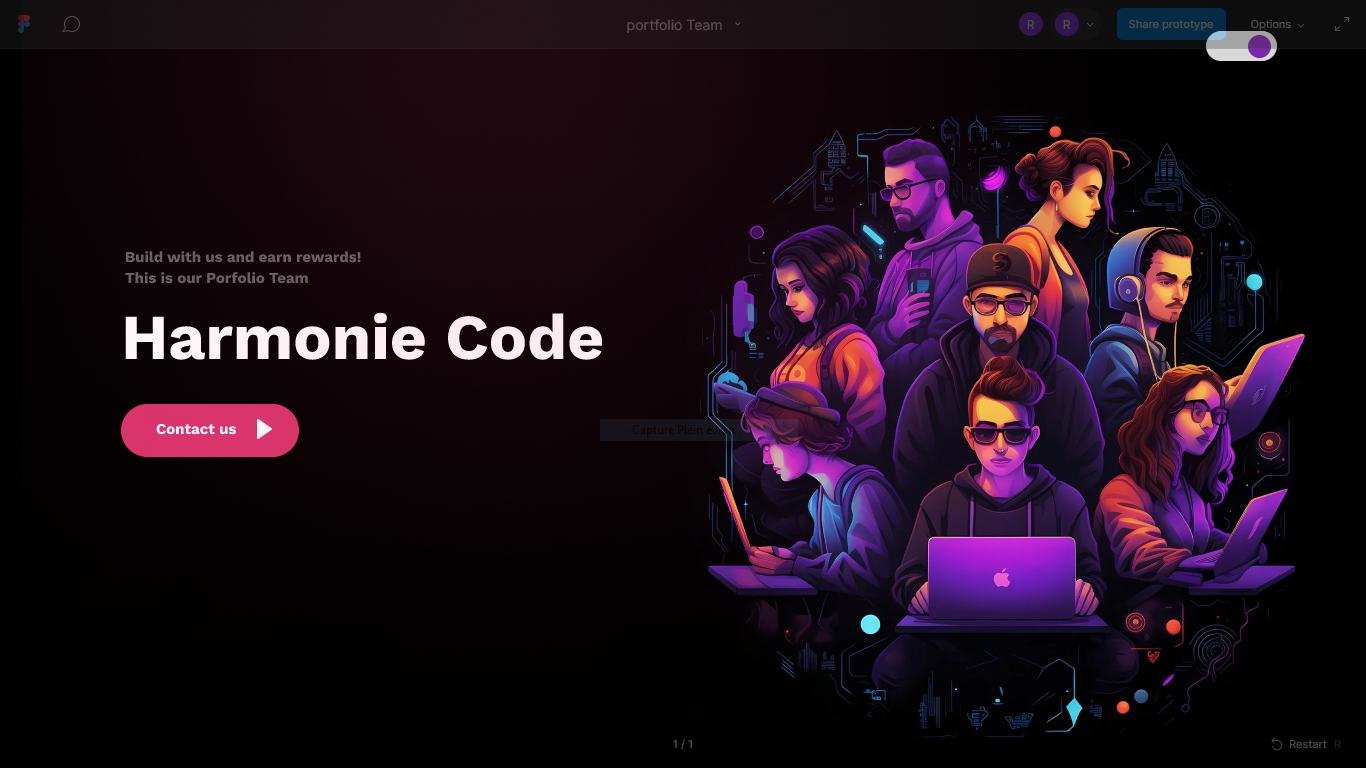 portfolio Team
R
R
Share prototype
Options
Build with us and earn rewards!
This is our Porfolio Team
Harmonie Code
Contact us
Capture Plein
1 / 1
Restart R